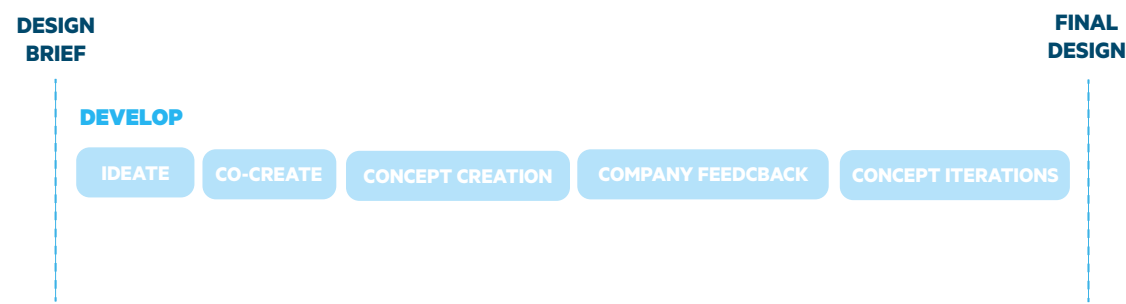 DESIGN
BRIEF
FINAL
DESIGN
DEVELOP
IDEATE
CO-CREATE
CONCEPT CREATION
COMPANY FEEDCBACK
CONCEPT ITERATIONS